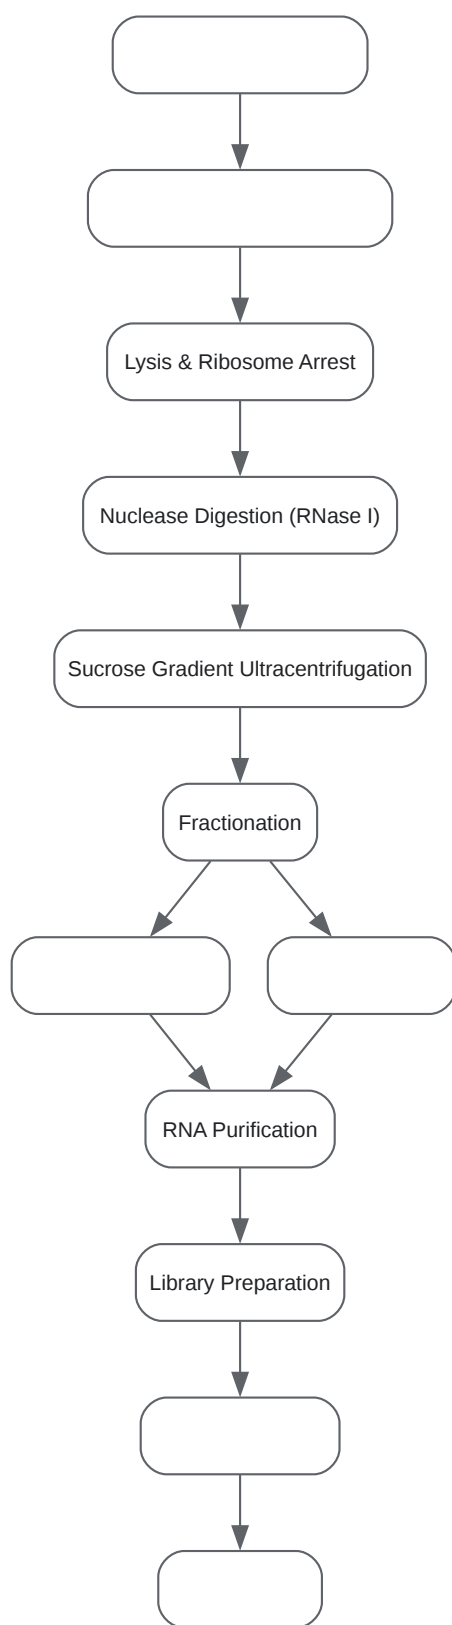 Lysis & Ribosome Arrest
Nuclease Digestion (RNase I)
Sucrose Gradient Ultracentrifugation
Fractionation
RNA Purification
Library Preparation